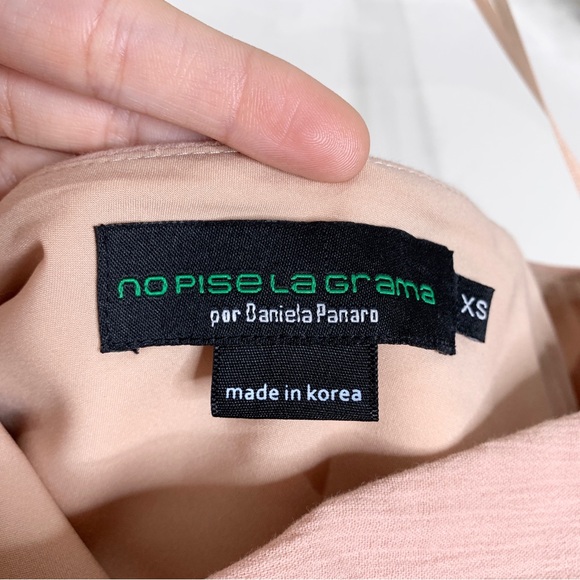 no pise la grama
por Daniela Panaro
XS
made in korea